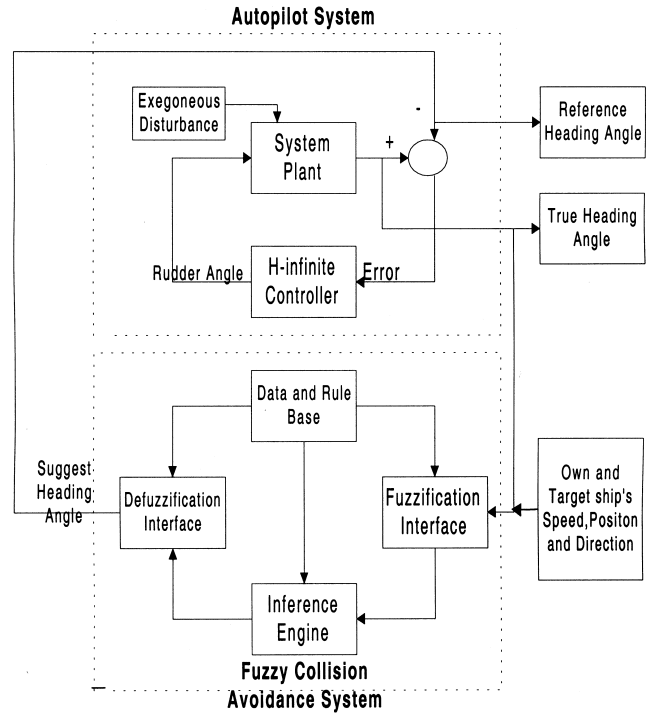 Autopilot System
Exegoneous
Disturbance
System
Plant
-
+
Reference
Heading Angle
True Heading
Angle
Rudder Angle
H-infinite
Controller
Error
Data and Rule
Base
Suggest
Heading
Angle
Defuzzification
Interface
Fuzzification
Interface
Own and
Target ship's
Speed,Positon
and Direction
Inference
Engine
Fuzzy Collision
Avoidance System